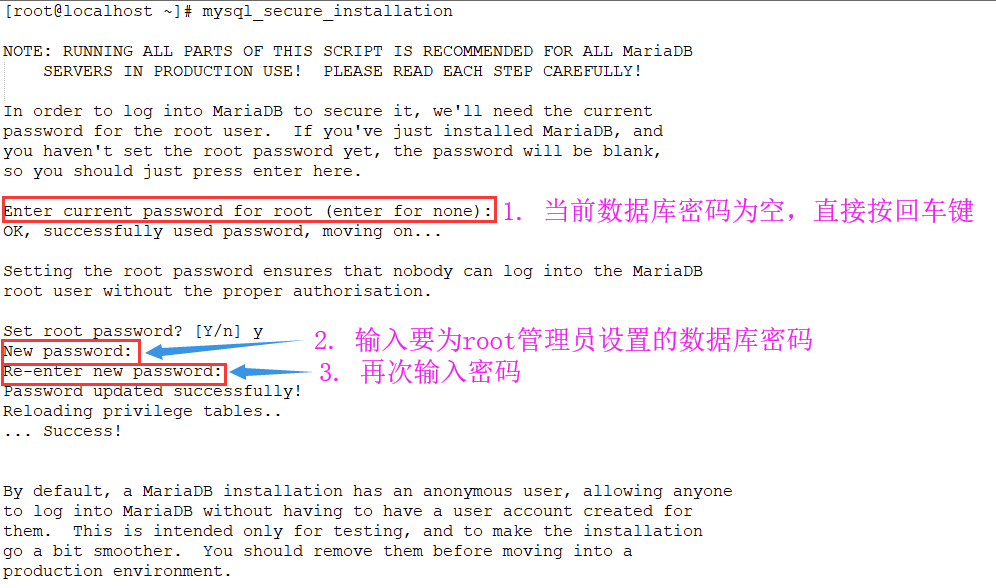 [root@localhost ~]# mysql_secure_installation
NOTE: RUNNING ALL PARTS OF THIS SCRIPT IS RECOMMENDED FOR ALL MariaDB
SERVERS IN PRODUCTION USE!  PLEASE READ EACH STEP CAREFULLY!
In order to log into MariaDB to secure it, we'll need the current
password for the root user.  If you've just installed MariaDB, and
you haven't set the root password yet, the password will be blank,
so you should just press enter here.
Enter current password for root (enter for none): 1. 当前数据库密码为空，直接按回车键
OK, successfully used password, moving on...
Setting the root password ensures that nobody can log into the MariaDB
root user without the proper authorisation.
Set root password? [Y/n] y
New password: 2. 输入要为root管理员设置的数据库密码
Re-enter new password: 3. 再次输入密码
Password updated successfully!
Reloading privilege tables..
... Success!
By default, a MariaDB installation has an anonymous user, allowing anyone
to log into MariaDB without having to have a user account created for
them.  This is intended only for testing, and to make the installation
go a bit smoother.  You should remove them before moving into a
production environment.